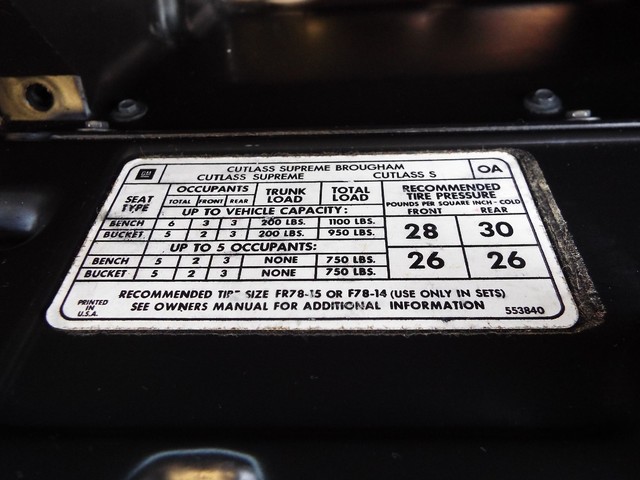 GM
CUTLASS SUPREME BROUGHAM
CUTLASS SUPREME CUTLASS S
OA
SEAT TYPE
OCCUPANTS
TOTAL FRONT REAR
TRUNK LOAD
TOTAL LOAD
RECOMMENDED TIRE PRESSURE
POUNDS PER SQUARE INCH - COLD
FRONT REAR
UP TO VEHICLE CAPACITY:
BENCH 6 3 3 200 LBS. 1100 LBS.
BUCKET 5 2 3 200 LBS. 950 LBS.
28 30
UP TO 5 OCCUPANTS:
BENCH 5 2 3 NONE 750 LBS.
BUCKET 5 2 3 NONE 750 LBS.
26 26
RECOMMENDED TIRE SIZE FR78-15 OR F78-14 (USE ONLY IN SETS)
SEE OWNERS MANUAL FOR ADDITIONAL INFORMATION
PRINTED IN U.S.A.
553840